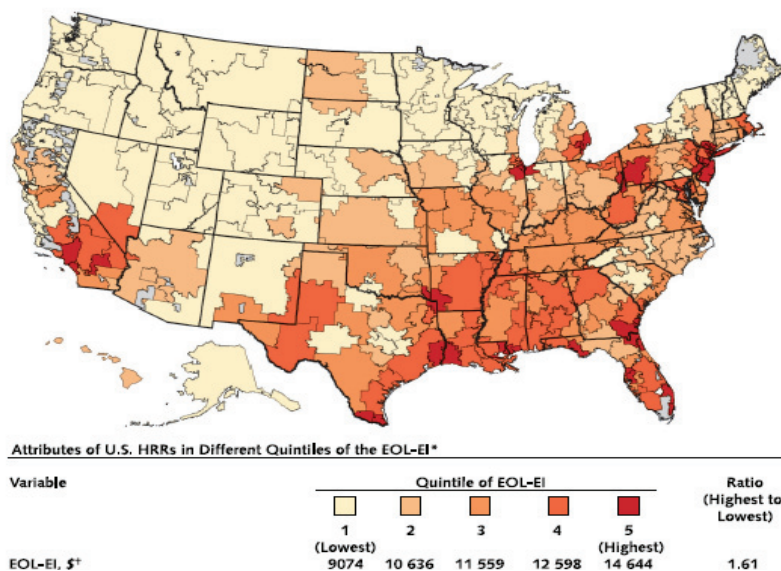 Attributes of U.S. HRRs in Different Quintiles of the EOL–EI*
Variable
Quintile of EOL–EI
Ratio
(Highest to
Lowest)
1
(Lowest)
2
3
4
5
(Highest)
EOL–EI, $†
9074
10 636
11 559
12 598
14 644
1.61